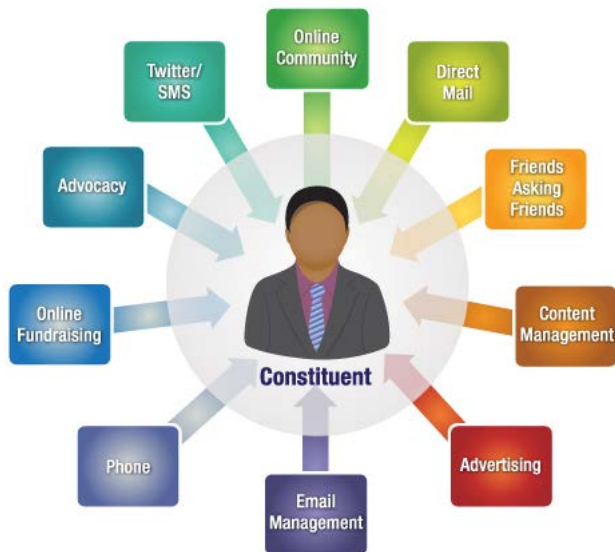 Online
Community
Direct
Mail
Friends
Asking
Friends
Content
Management
Advertising
Email
Management
Phone
Online
Fundraising
Advocacy
Twitter/
SMS
Constituent